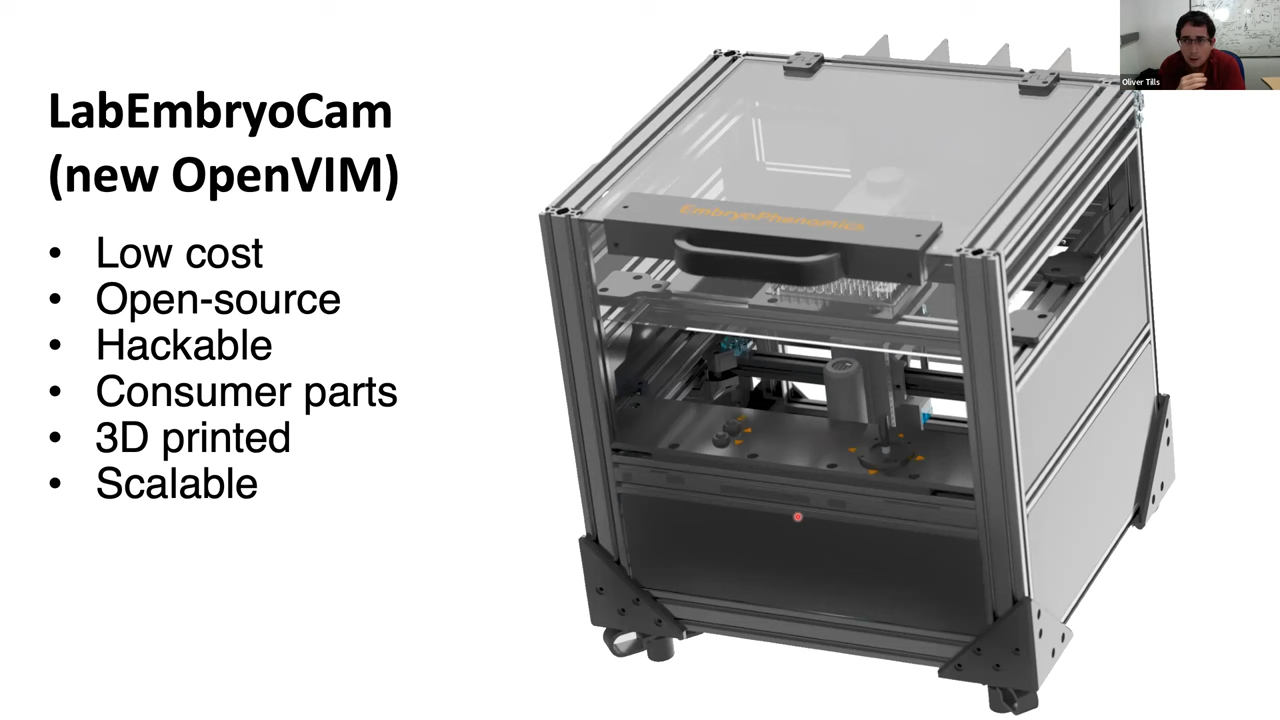 LabEmbryoCam
(new OpenVIM)
• Low cost
• Open-source
• Hackable
• Consumer parts
• 3D printed
• Scalable
EmbryoPhenomics
Oliver Tills